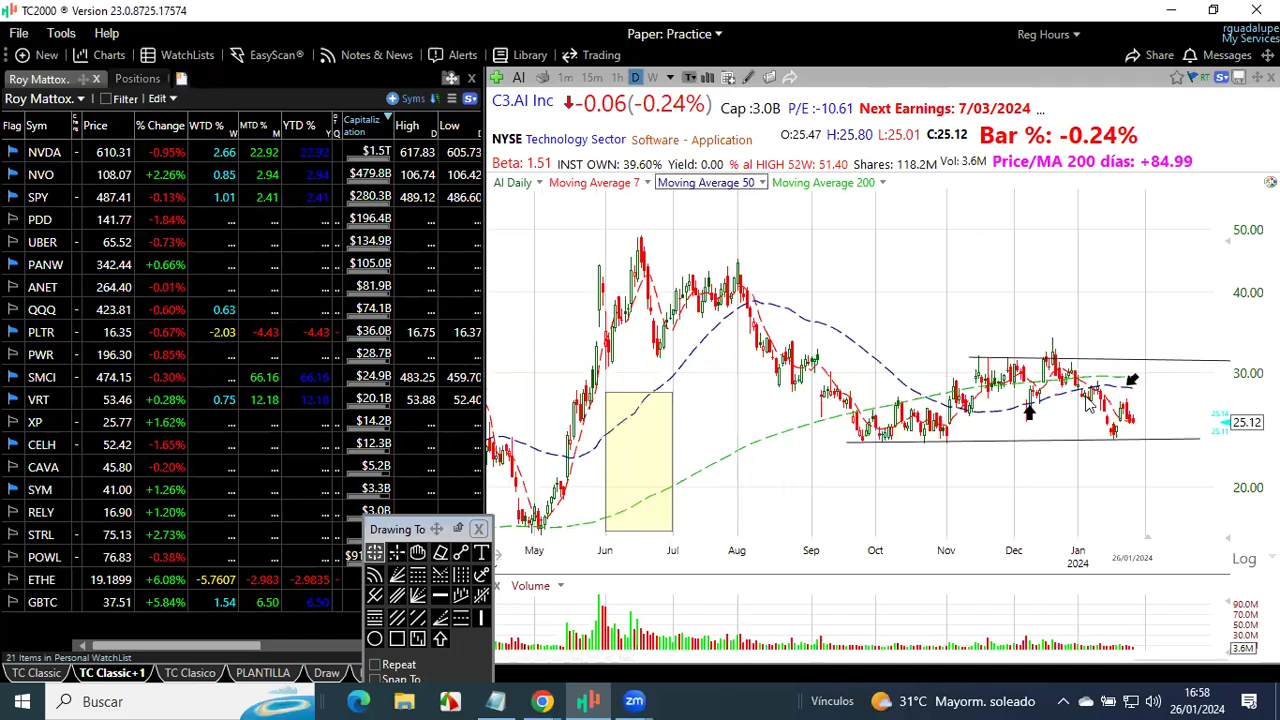 TC2000 ® Version 23.0.8725.17574
File Tools Help
Paper: Practice
Reg Hours
rguadalupe
My Services
New Charts WatchLists EasyScan® Notes & News Alerts Library Trading
Share Messages
Roy Mattox. Positions
AI 1m 15m 1h D W
RT
Roy Mattox. Filter Edit
Syms
C3.AI Inc -0.06(-0.24%) Cap :3.0B P/E :-10.61 Next Earnings: 7/03/2024 ...
Flag Sym Price % Change WTD % W MTD % M YTD % Capitaliz ation High D Low D
NYSE Technology Sector Software - Application O:25.47 H:25.80 L:25.01 C:25.12 Bar %: -0.24%
Beta: 1.51 INST OWN: 39.60% Yield: 0.00 % al HIGH 52W: 51.40 Shares: 118.2M Vol: 3.6M Price/MA 200 días: +84.99
AI Daily Moving Average 7 Moving Average 50 Moving Average 200
NVDA - 610.31 -0.95% 2.66 22.92 22.92 $1.5T 617.83 605.73
NVO - 108.07 +2.26% 0.85 2.94 2.94 $479.8B 106.74 106.42
SPY - 487.41 -0.13% 1.01 2.41 2.41 $280.3B 489.12 486.60
PDD - 141.77 -1.84% ... ... ... $196.4B ... ...
UBER - 65.52 -0.73% ... ... ... $134.9B ... ...
PANW - 342.44 +0.66% ... ... ... $105.0B ... ...
ANET - 264.40 -0.01% ... ... ... $81.9B ... ...
QQQ - 423.81 -0.60% 0.63 ... ... $74.1B ... ...
PLTR - 16.35 -0.67% -2.03 -4.43 -4.43 $36.0B 16.75 16.37
PWR - 196.30 -0.85% ... ... ... $28.7B ... ...
SMCI - 474.15 -0.30% ... 66.16 66.16 $24.9B 483.25 459.70
VRT - 53.46 +0.28% 0.75 12.18 12.18 $20.4B 53.88 52.40
XP - 25.77 +1.62% ... ... ... $14.2B ... ...
CELH - 52.42 -1.65% ... ... ... $12.3B ... ...
CAVA - 45.80 -0.20% ... ... ... $5.2B ... ...
SYM - 41.00 +1.26% ... ... ... $3.3B ... ...
RELY - 16.90 +1.20% ... ... ... $3.0B ... ...
STRL - 75.13 +2.73% ... ... ...
POWL - 76.83 -0.38% ... ... ... $91
ETHE - 19.1899 +6.08% -5.7607 -2.983 -2.9835
GBTC - 37.51 +5.84% 1.54 6.50 6.50
50.00
40.00
30.00
25.14
25.12
25.11
20.00
May Jun Jul Aug Sep Oct Nov Dec Jan
2024
26/01/2024
Log
Drawing To
Repeat
Snap To
Volume
90.0M
70.0M
50.0M
30.0M
3.6M
21 Items in Personal WatchList
TC Classic TC Classic+1 TC Clasico PLANTILLA Draw
Buscar
zm
Vínculos
31°C Mayorm. soleado
16:58
26/01/2024